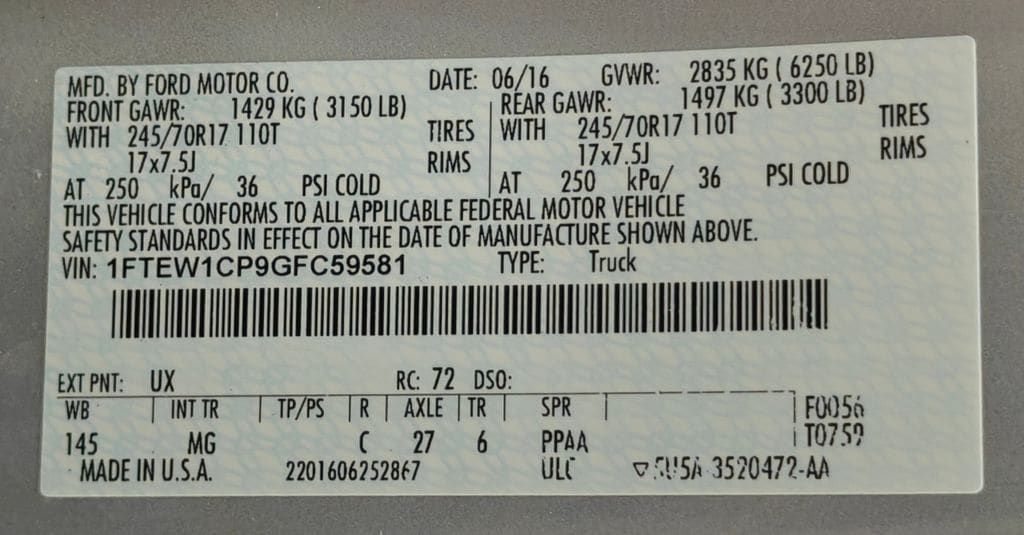 MFD. BY FORD MOTOR CO. DATE: 06/16 GVWR: 2835 KG ( 6250 LB)
FRONT GAWR: 1429 KG ( 3150 LB) REAR GAWR: 1497 KG ( 3300 LB)
WITH 245/70R17 110T TIRES WITH 245/70R17 110T TIRES
17x7.5J RIMS 17x7.5J RIMS
AT 250 kPa/ 36 PSI COLD AT 250 kPa/ 36 PSI COLD
THIS VEHICLE CONFORMS TO ALL APPLICABLE FEDERAL MOTOR VEHICLE
SAFETY STANDARDS IN EFFECT ON THE DATE OF MANUFACTURE SHOWN ABOVE.
VIN: 1FTEW1CP9GFC59581 TYPE: Truck
EXT PNT: UX RC: 72 DSO:
WB INT TR TP/PS R AXLE TR SPR F0056
145 MG C 27 6 PPAA T0759
MADE IN U.S.A. 2201606252867 ULC 3520472-AA